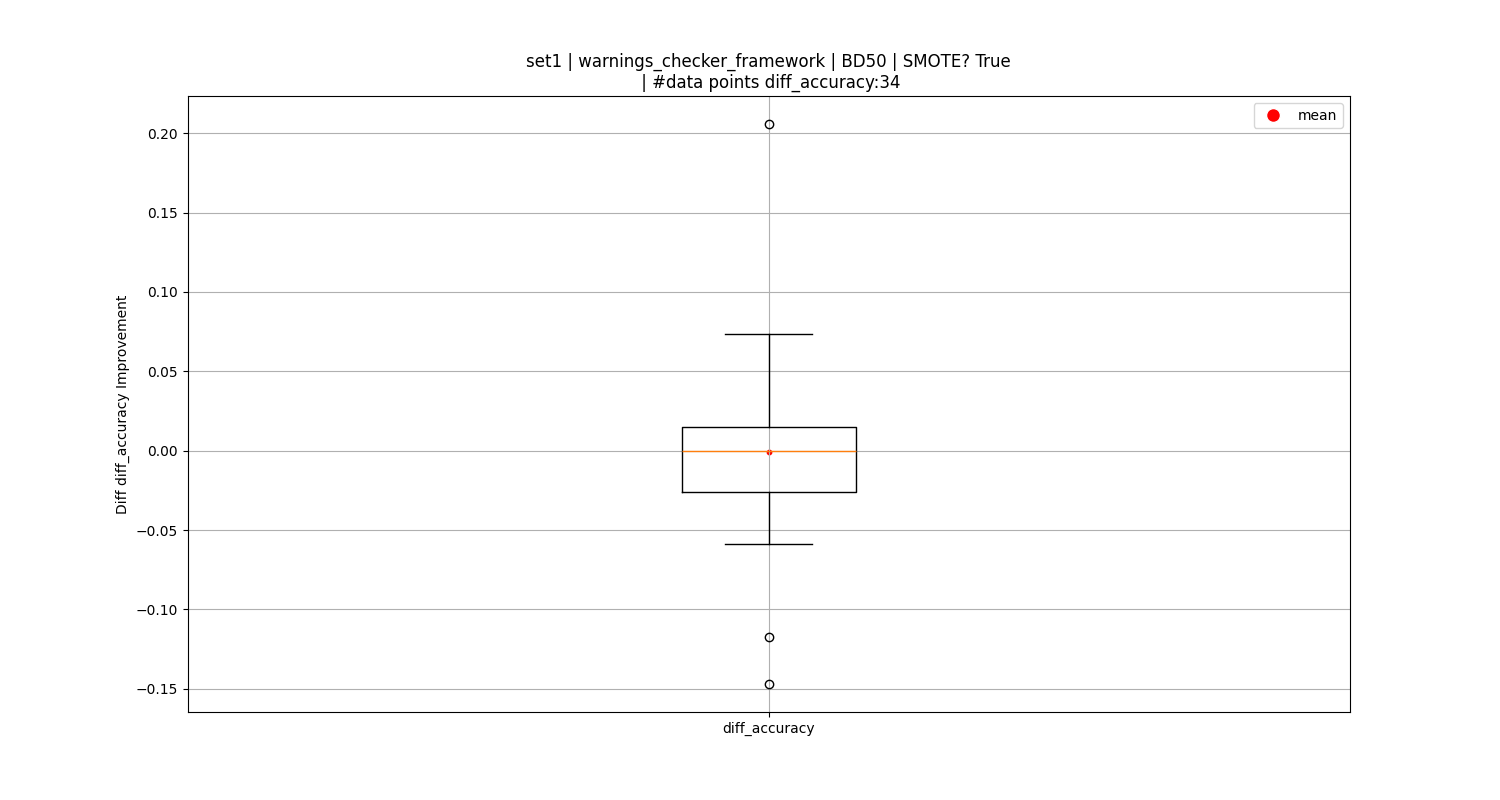 set1 | warnings_checker_framework | BD50 | SMOTE? True
| #data points diff_accuracy:34
mean
0.20
0.15
0.10
0.05
0.00
−0.05
−0.10
−0.15
Diff diff_accuracy Improvement
diff_accuracy